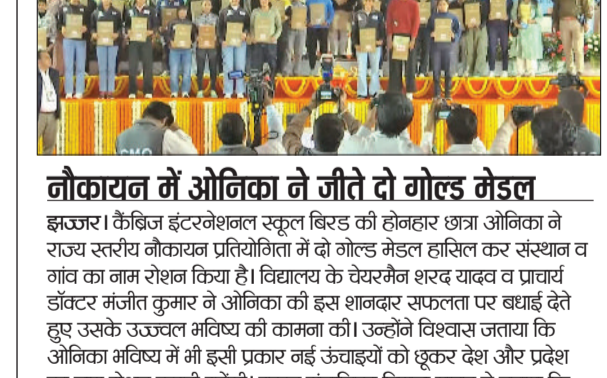 नौकायन में ओनिका ने जीते दो गोल्ड मेडल
झज्जर। कैंब्रिज इंटरनेशनल स्कूल बिरड की होनहार छात्रा ओनिका ने
राज्य स्तरीय नौकायन प्रतियोगिता में दो गोल्ड मेडल हासिल कर संस्थान व
गांव का नाम रोशन किया है। विद्यालय के चेयरमैन शरद यादव व प्राचार्य
डॉक्टर मंजीत कुमार ने ओनिका की इस शानदार सफलता पर बधाई देते
हुए उसके उज्ज्वल भविष्य की कामना की। उन्होंने विश्वास जताया कि
ओनिका भविष्य में भी इसी प्रकार नई ऊंचाइयों को छूकर देश और प्रदेश